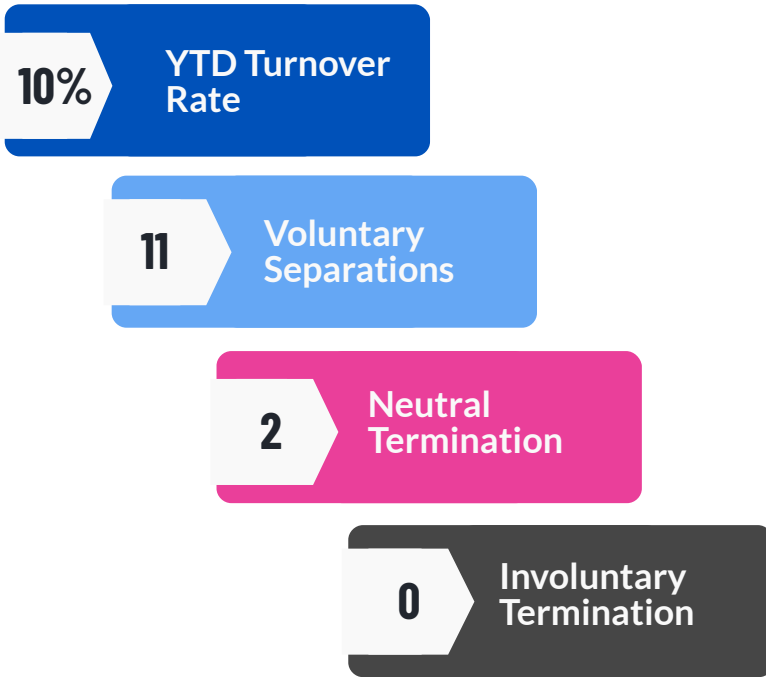 10%
YTD Turnover
Rate
11
Voluntary
Separations
2
Neutral
Termination
0
Involuntary
Termination